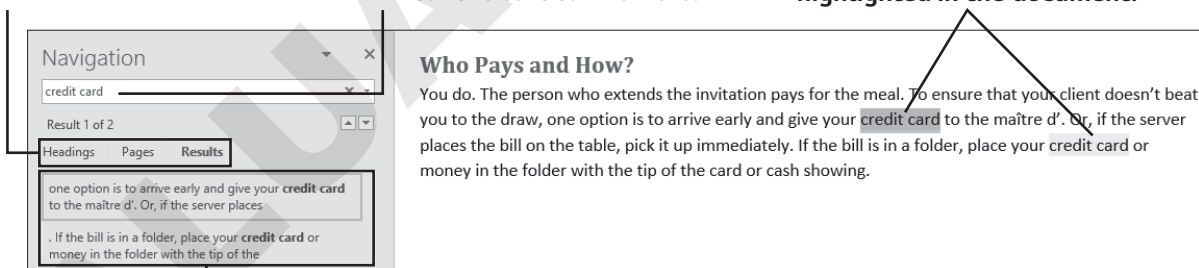 highlighted in the document.
Navigation
credit card
Result 1 of 2
Headings Pages Results
one option is to arrive early and give your credit card
to the maître d'. Or, if the server places
. If the bill is in a folder, place your credit card or
money in the folder with the tip of the
Who Pays and How?
You do. The person who extends the invitation pays for the meal. To ensure that your client doesn't beat
you to the draw, one option is to arrive early and give your credit card to the maître d'. Or, if the server
places the bill on the table, pick it up immediately. If the bill is in a folder, place your credit card or
money in the folder with the tip of the card or cash showing.